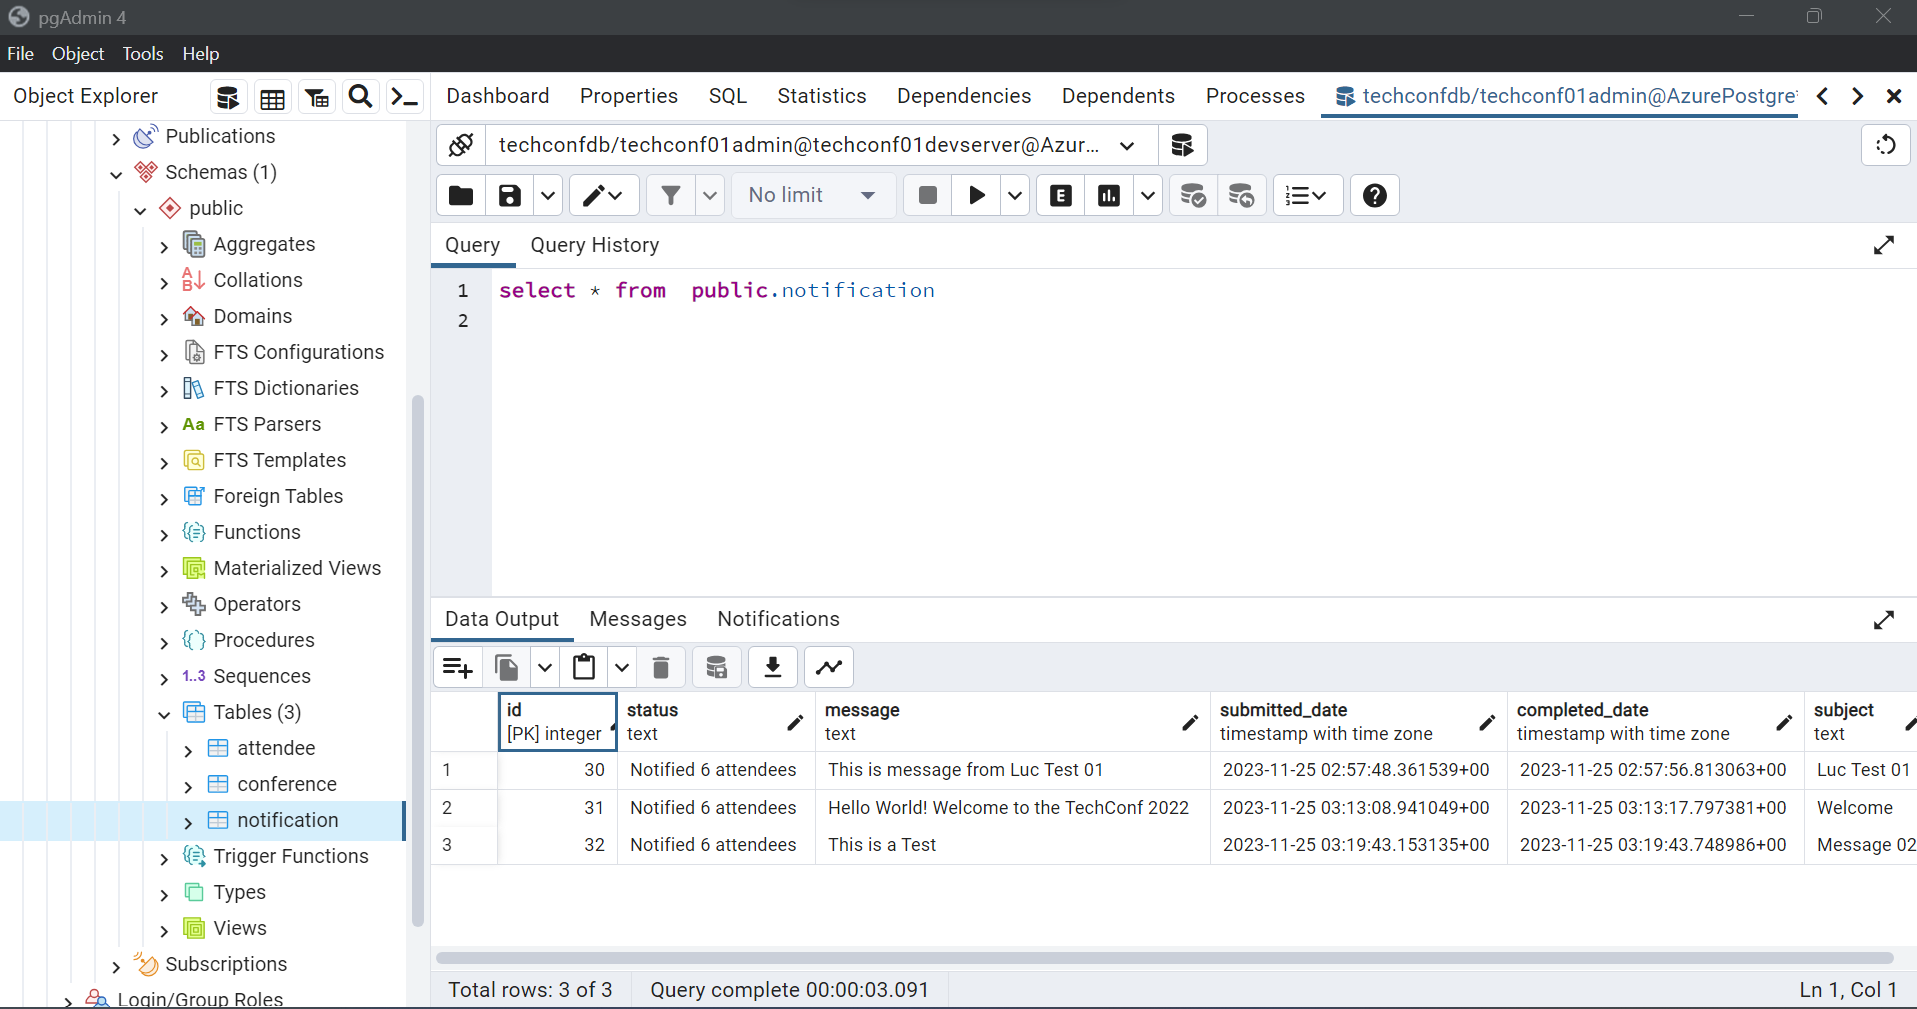 pgAdmin 4
File Object Tools Help
Object Explorer
Dashboard Properties SQL Statistics Dependencies Dependents Processes techconfdb/techconf01admin@AzurePostgre
Publications
Schemas (1)
public
Aggregates
Collations
Domains
FTS Configurations
FTS Dictionaries
Aa FTS Parsers
FTS Templates
Foreign Tables
Functions
Materialized Views
Operators
Procedures
1..3 Sequences
Tables (3)
attendee
conference
notification
Trigger Functions
Types
Views
Subscriptions
Login/Group Roles
techconfdb/techconf01admin@techconf01devserver@Azur...
No limit
E
Query Query History
1 select * from public.notification
2
Data Output Messages Notifications
id status message submitted_date completed_date subject
[PK] integer text text timestamp with time zone timestamp with time zone text
1 30 Notified 6 attendees This is message from Luc Test 01 2023-11-25 02:57:48.361539+00 2023-11-25 02:57:56.813063+00 Luc Test 01
2 31 Notified 6 attendees Hello World! Welcome to the TechConf 2022 2023-11-25 03:13:08.941049+00 2023-11-25 03:13:17.797381+00 Welcome
3 32 Notified 6 attendees This is a Test 2023-11-25 03:19:43.153135+00 2023-11-25 03:19:43.748986+00 Message 02
Total rows: 3 of 3 Query complete 00:00:03.091 Ln 1, Col 1